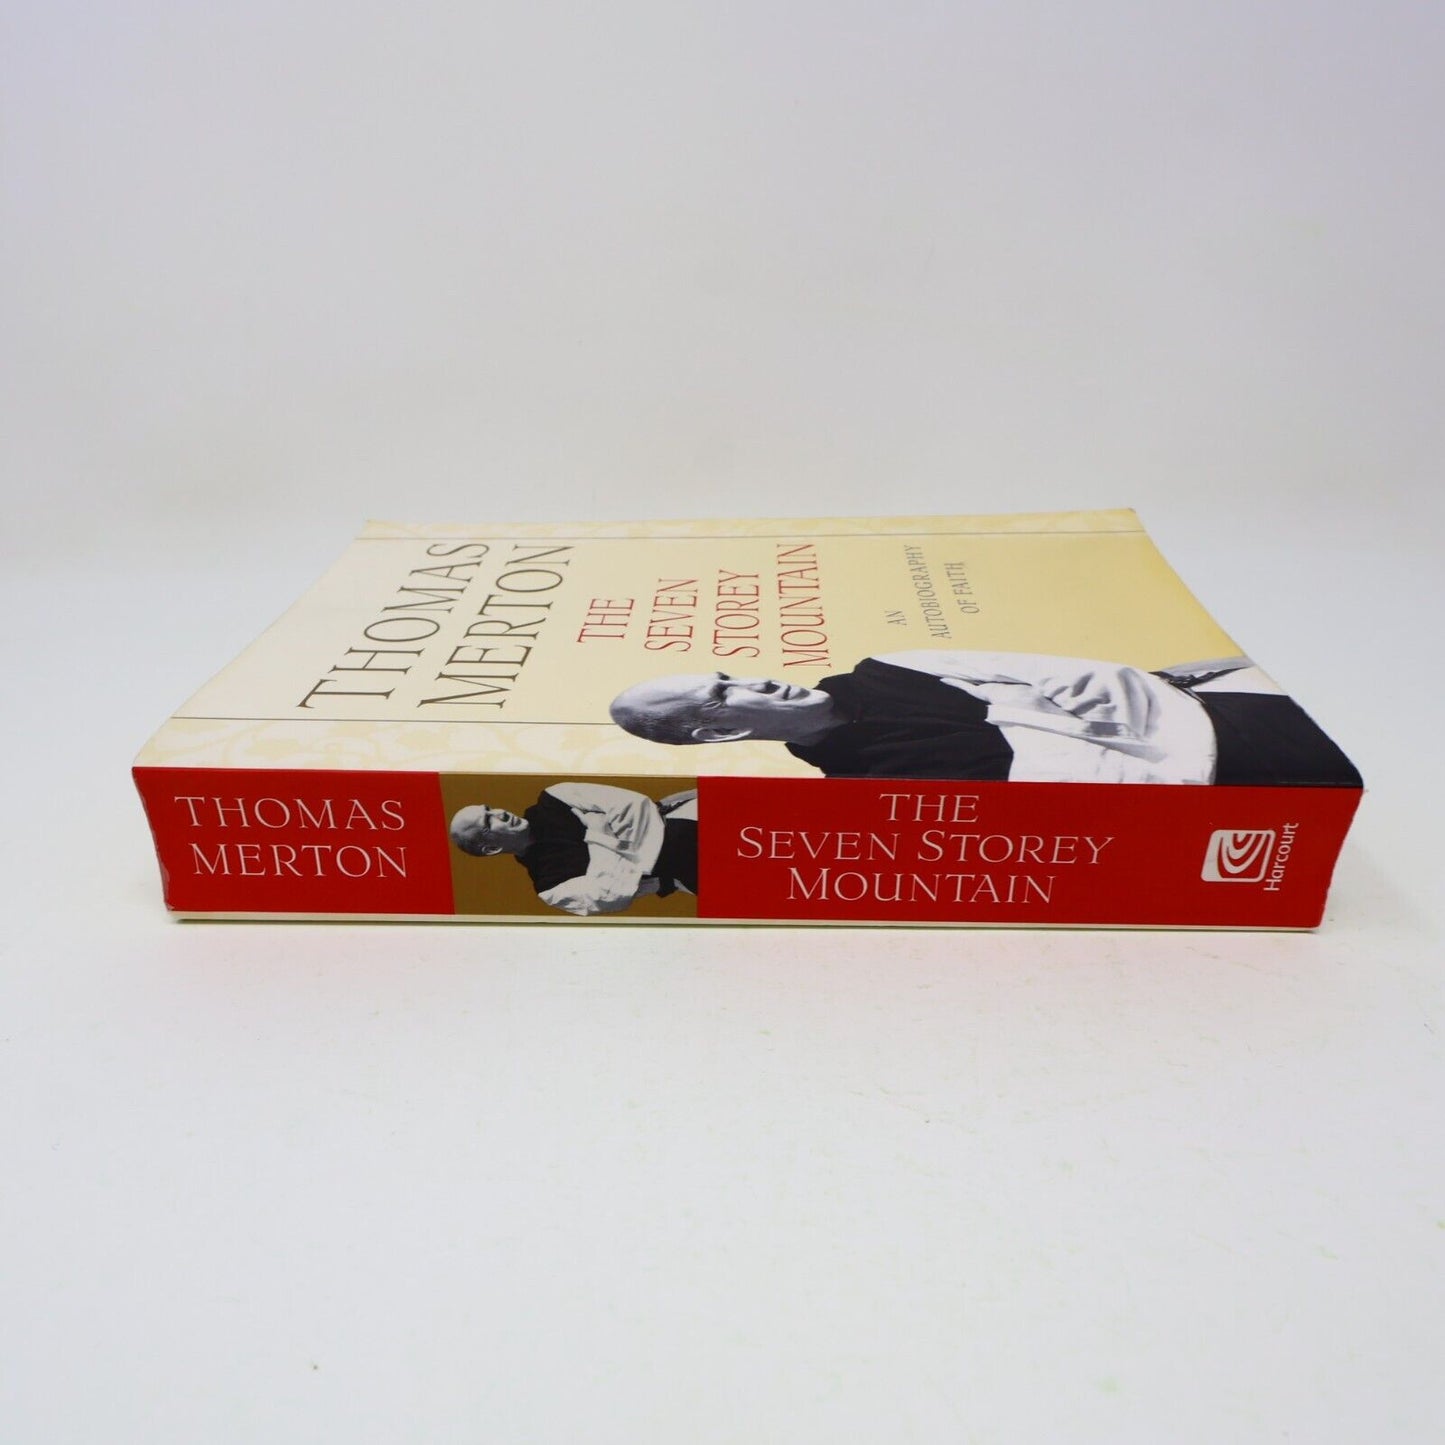 THOMAS
MERTON
THE
SEVEN
STOREY
MOUNTAIN
AN
AUTOBIOGRAPHY
OF FAITH
THOMAS
MERTON
THE
SEVEN STOREY
MOUNTAIN
Harcourt